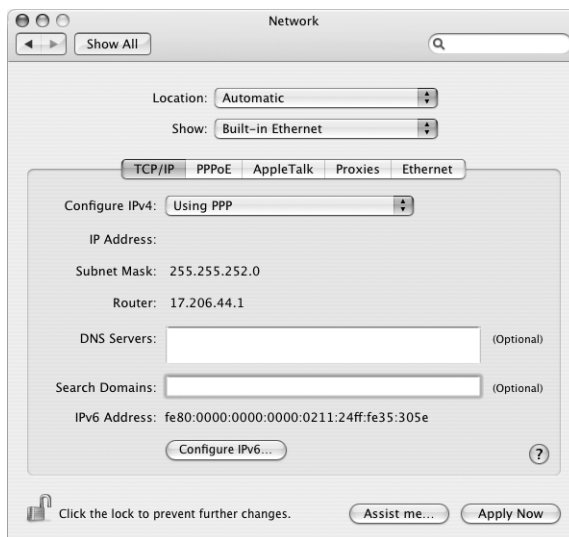 Network
Show All
Location: Automatic
Show: Built-in Ethernet
TCP/IP PPPoE AppleTalk Proxies Ethernet
Configure IPv4: Using PPP
IP Address:
Subnet Mask: 255.255.252.0
Router: 17.206.44.1
DNS Servers: (Optional)
Search Domains: (Optional)
IPv6 Address: fe80:0000:0000:0000:0211:24ff:fe35:305e
Configure IPv6... ?
Click the lock to prevent further changes. Assist me... Apply Now